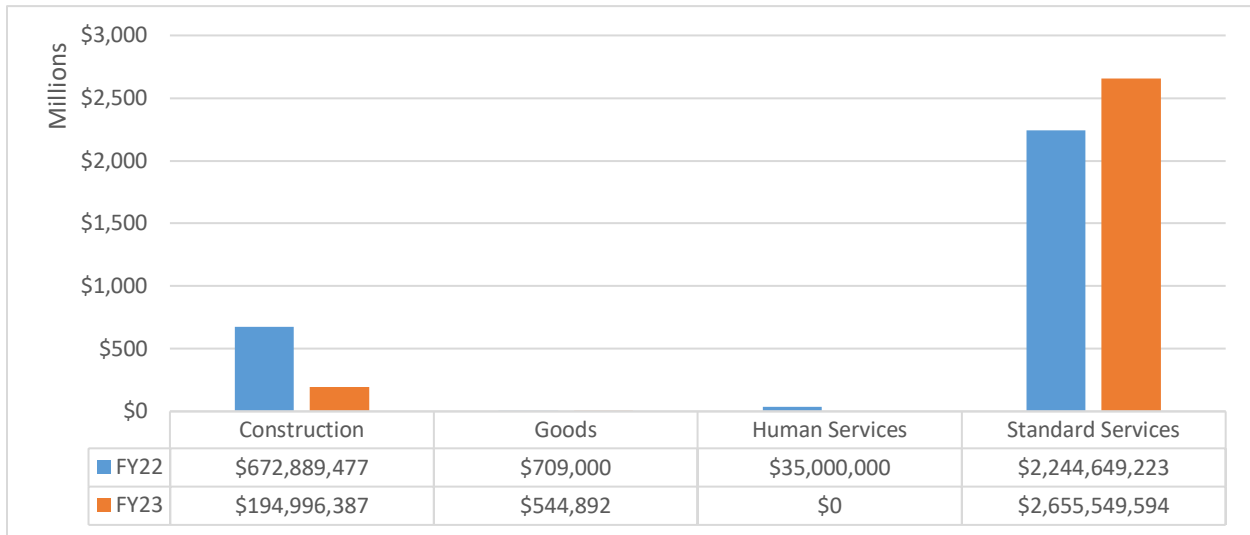 Millions
$3,000
$2,500
$2,000
$1,500
$1,000
$500
$0
Construction Goods Human Services Standard Services
FY22 $672,889,477 $709,000 $35,000,000 $2,244,649,223
FY23 $194,996,387 $544,892 $0 $2,655,549,594